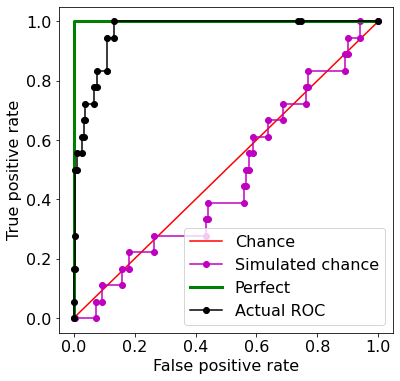 1.0
0.8
0.6
0.4
0.2
0.0
True positive rate
Chance
Simulated chance
Perfect
Actual ROC
0.0 0.2 0.4 0.6 0.8 1.0
False positive rate